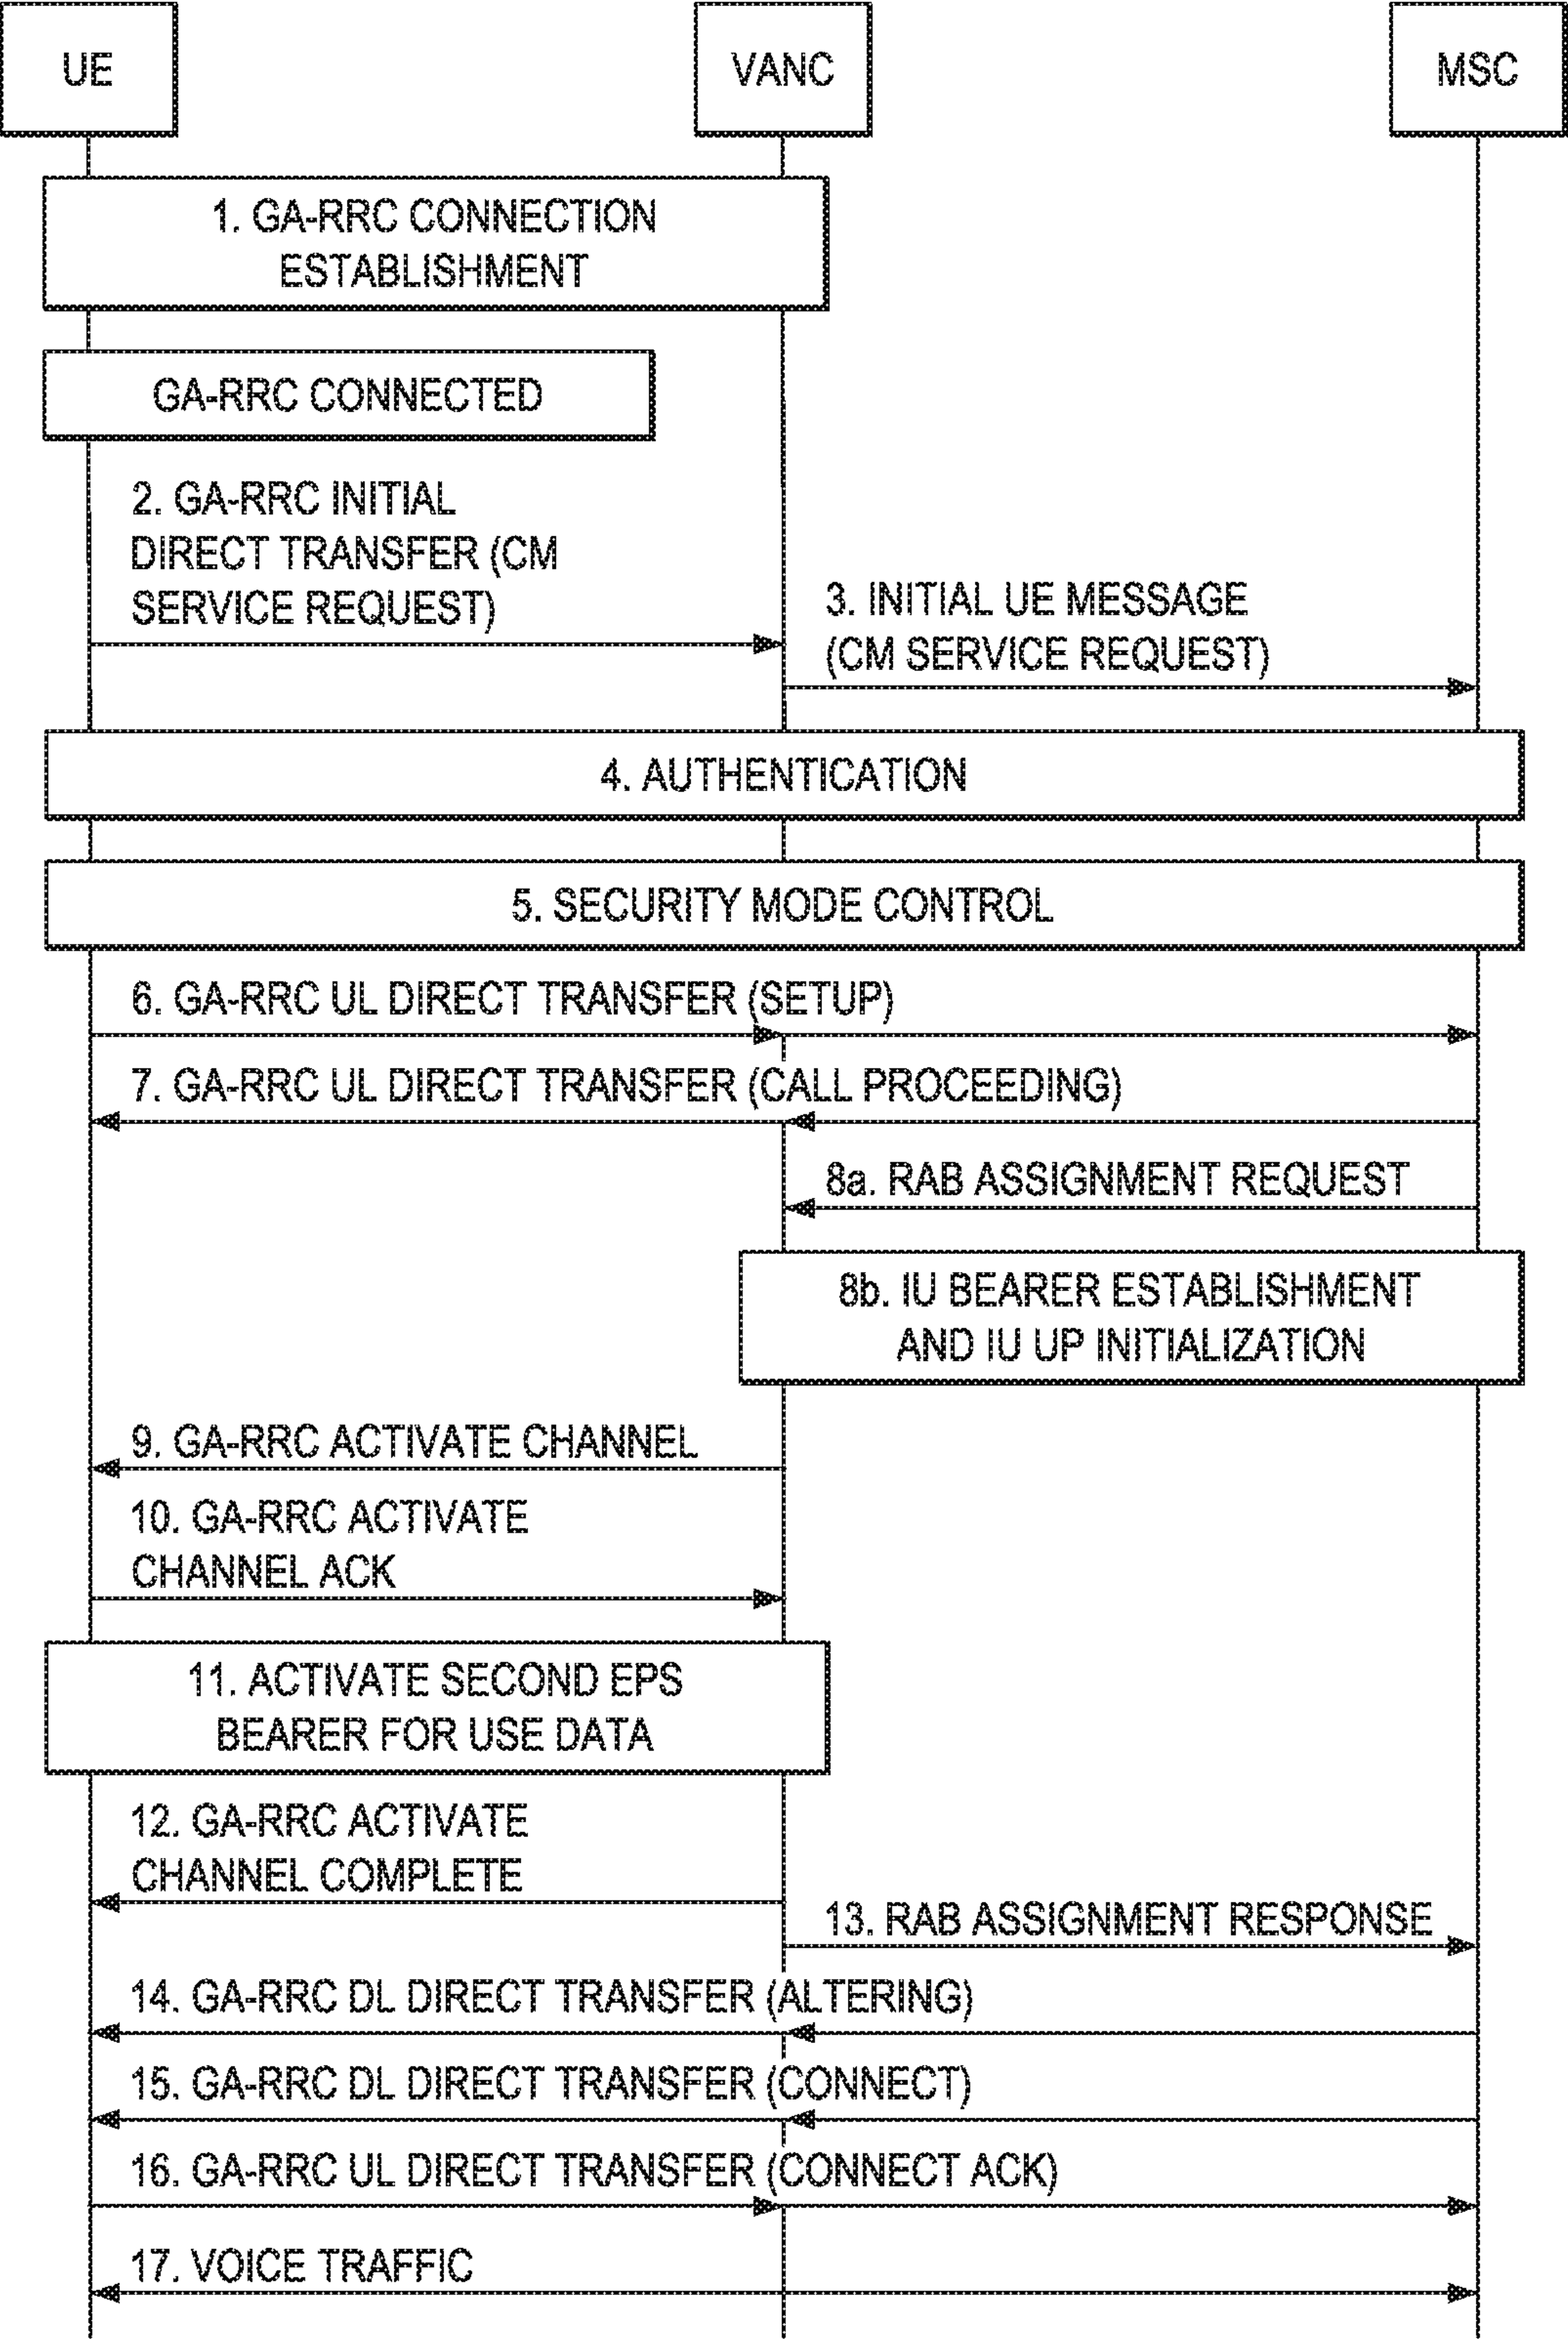 UE
VANC
MSC
1. GA-RRC CONNECTION
ESTABLISHMENT
GA-RRC CONNECTED
2. GA-RRC INITIAL
DIRECT TRANSFER (CM
SERVICE REQUEST)
3. INITIAL UE MESSAGE
(CM SERVICE REQUEST)
4. AUTHENTICATION
5. SECURITY MODE CONTROL
6. GA-RRC UL DIRECT TRANSFER (SETUP)
7. GA-RRC UL DIRECT TRANSFER (CALL PROCEEDING)
8a. RAB ASSIGNMENT REQUEST
8b. IU BEARER ESTABLISHMENT
AND IU UP INITIALIZATION
9. GA-RRC ACTIVATE CHANNEL
10. GA-RRC ACTIVATE
CHANNEL ACK
11. ACTIVATE SECOND EPS
BEARER FOR USE DATA
12. GA-RRC ACTIVATE
CHANNEL COMPLETE
13. RAB ASSIGNMENT RESPONSE
14. GA-RRC DL DIRECT TRANSFER (ALTERING)
15. GA-RRC DL DIRECT TRANSFER (CONNECT)
16. GA-RRC UL DIRECT TRANSFER (CONNECT ACK)
17. VOICE TRAFFIC